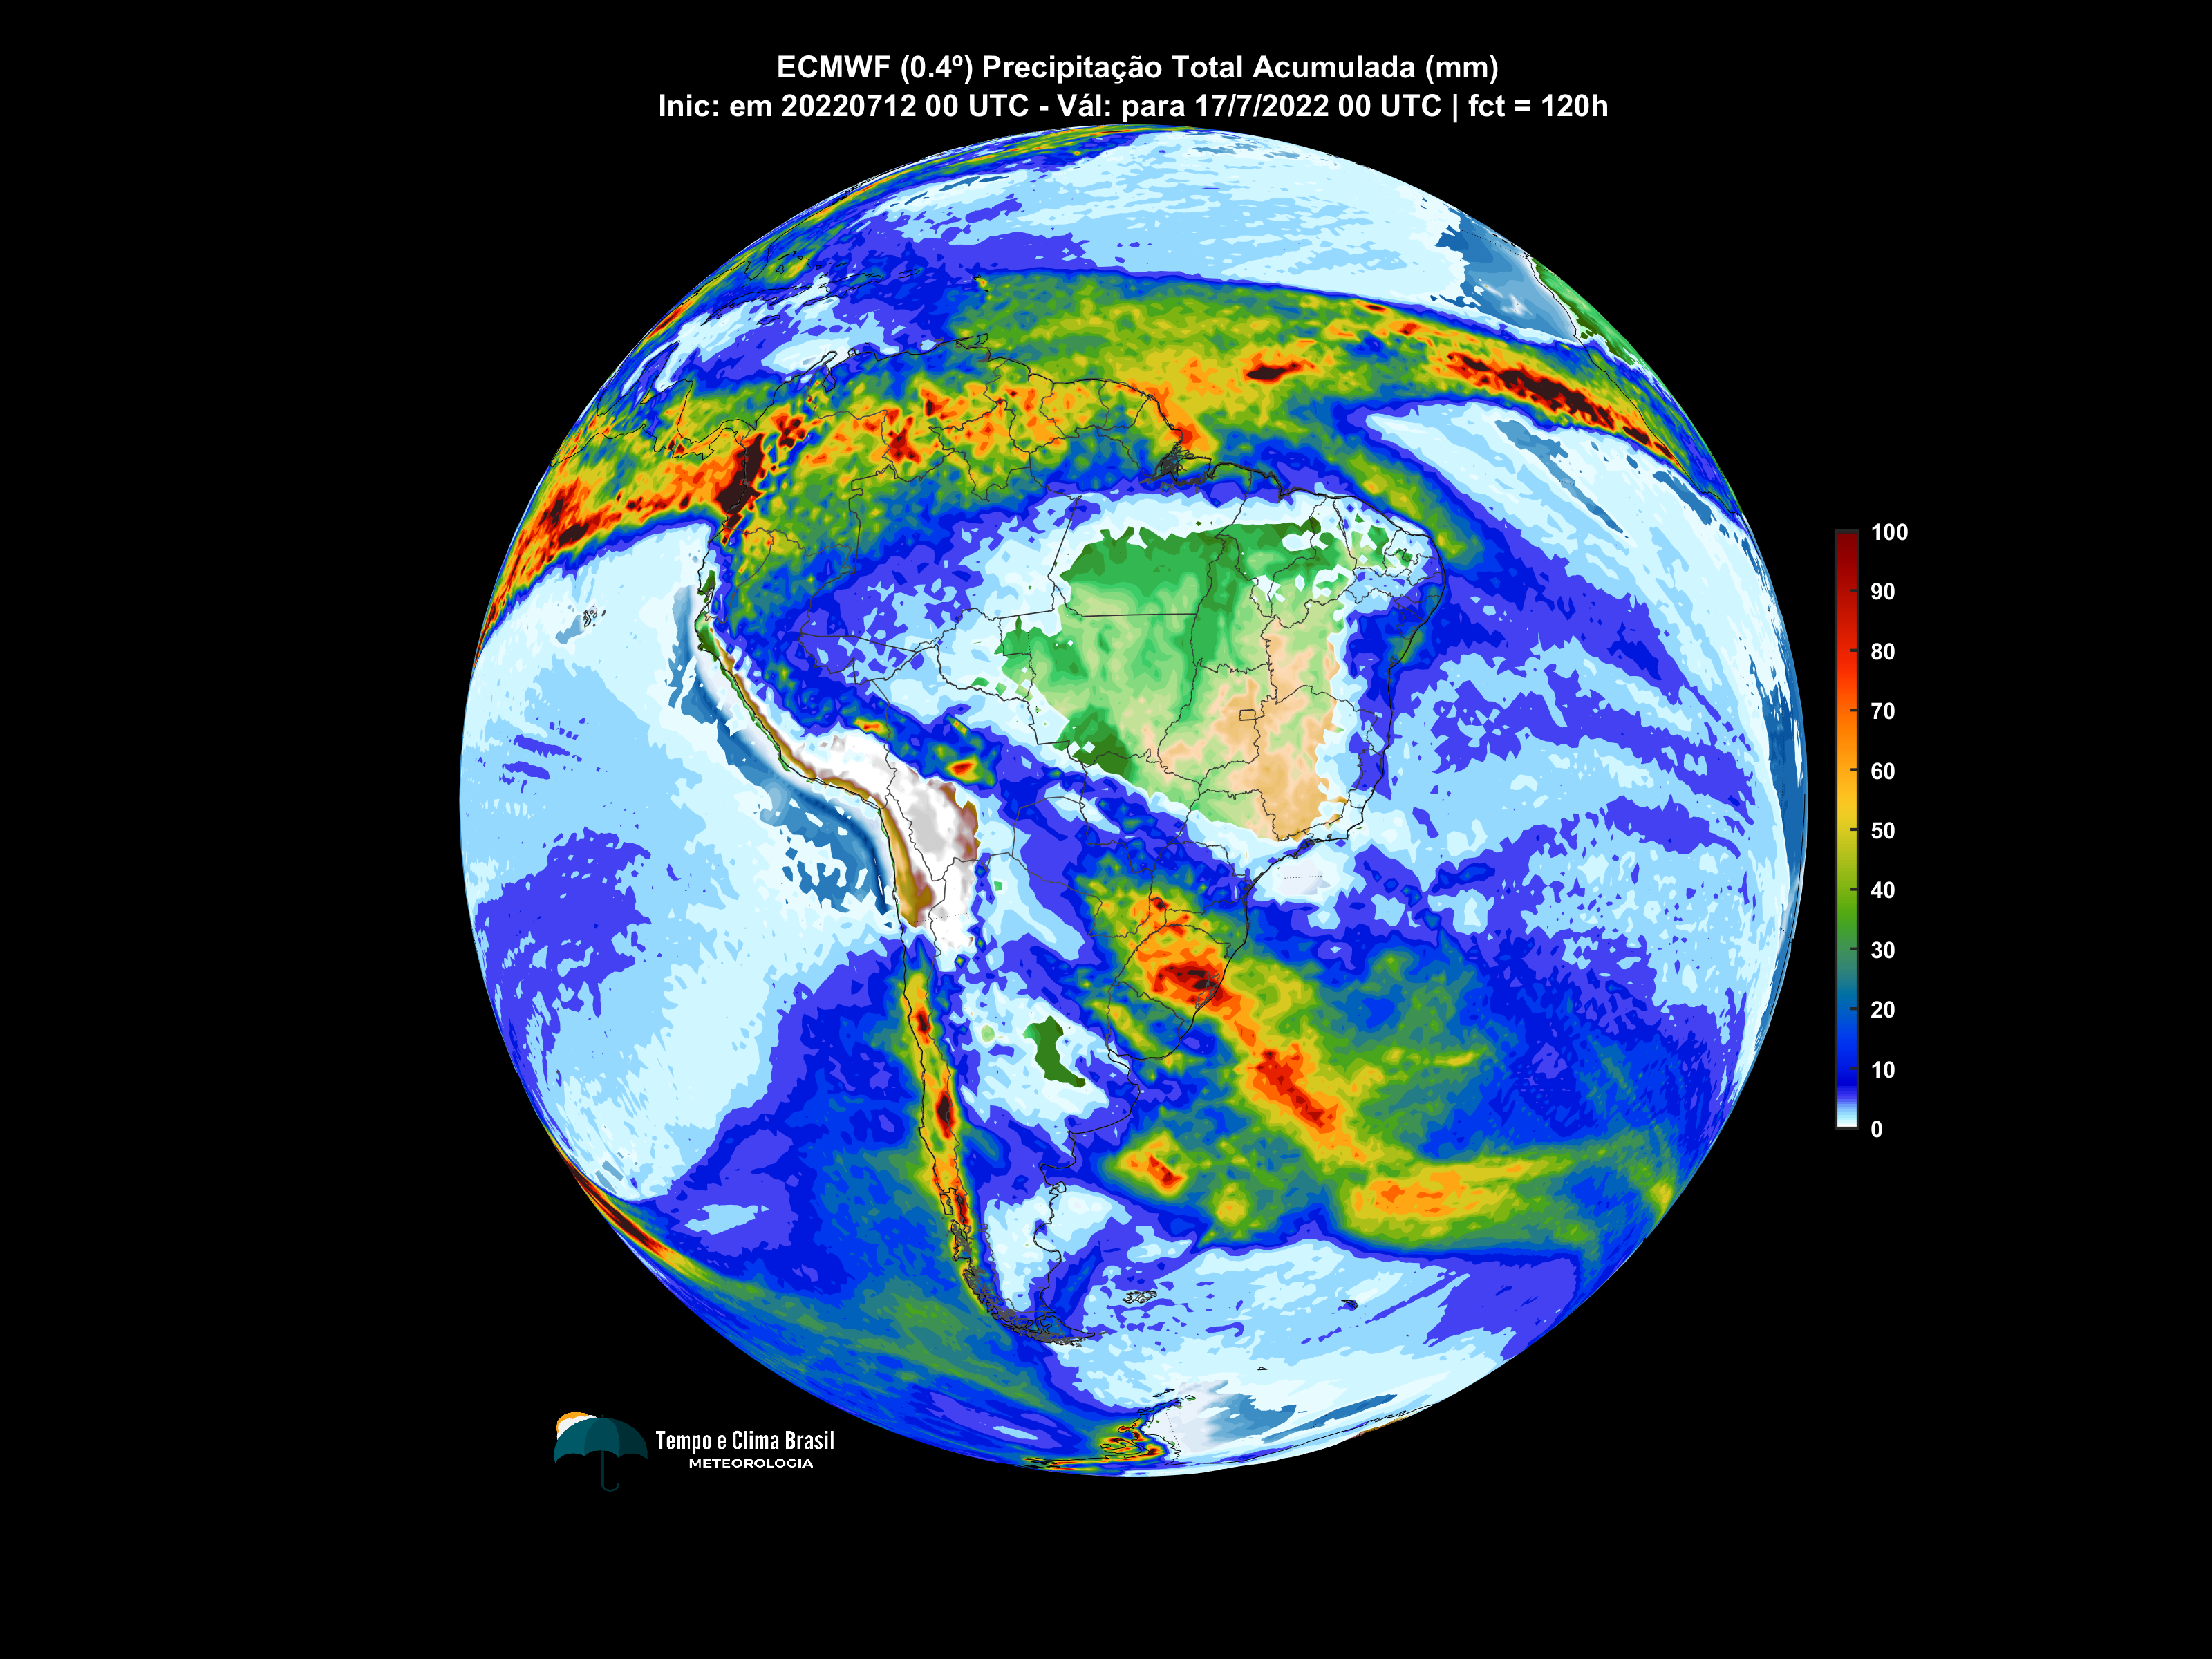 ECMWF (0.4º) Precipitação Total Acumulada (mm)
Inic: em 20220712 00 UTC - Vál: para 17/7/2022 00 UTC | fct = 120h
100
90
80
70
60
50
40
30
20
10
0
Tempo e Clima Brasil
METEOROLOGIA